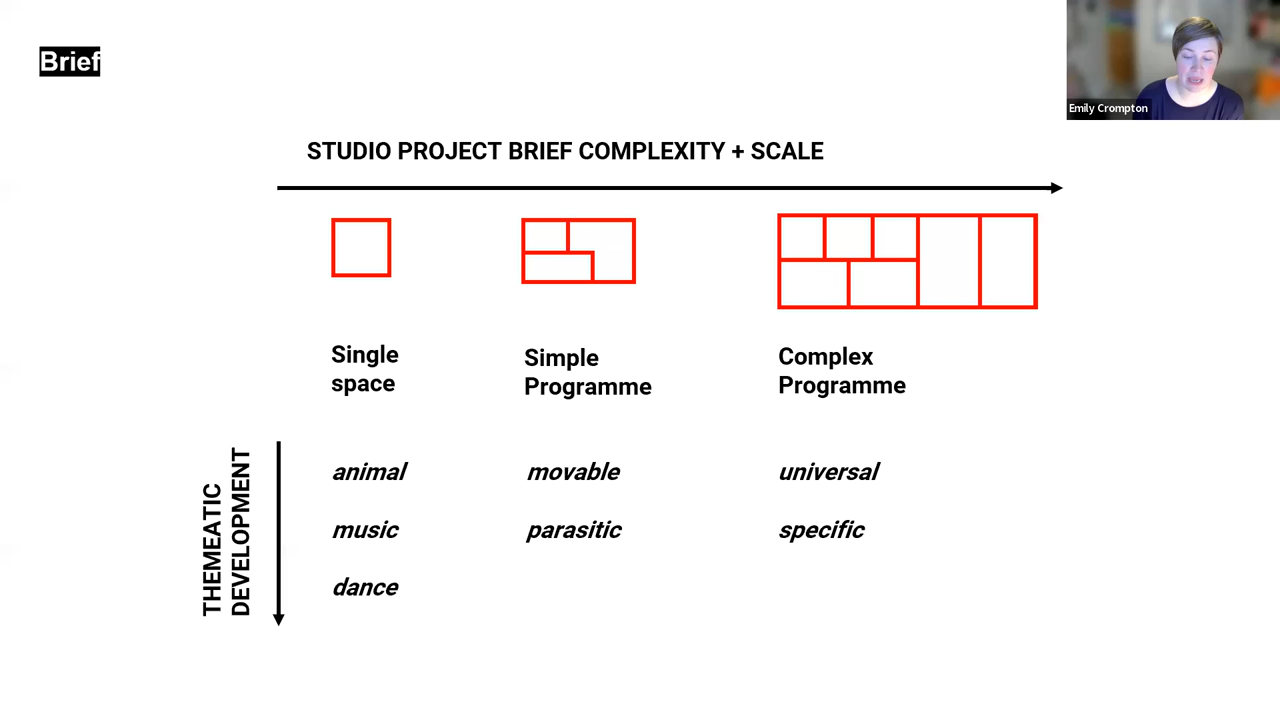 Brief
Emily Crompton
STUDIO PROJECT BRIEF COMPLEXITY + SCALE
Single
space
Simple
Programme
Complex
Programme
THEMEATIC
DEVELOPMENT
animal
movable
universal
music
parasitic
specific
dance